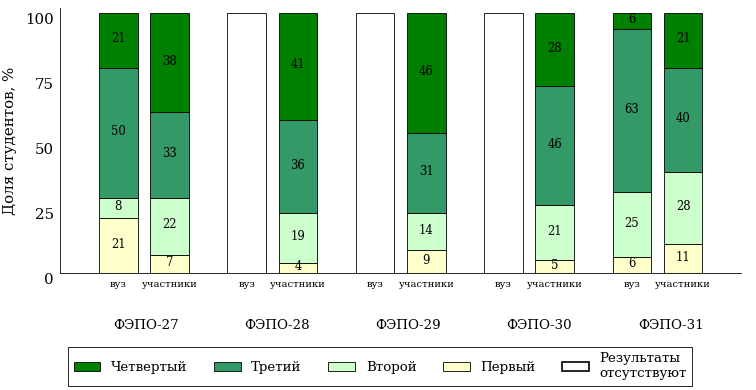 Доля студентов, %
100
75
50
25
0
21 50 8 21
38 33 22 7
41 36 19 4
46 31 14 9
28 46 21 5
6 63 25 6
21 40 28 11
вуз участники вуз участники вуз участники вуз участники вуз участники
ФЭПО-27 ФЭПО-28 ФЭПО-29 ФЭПО-30 ФЭПО-31
Четвертый Третий Второй Первый Результаты
отсутствуют